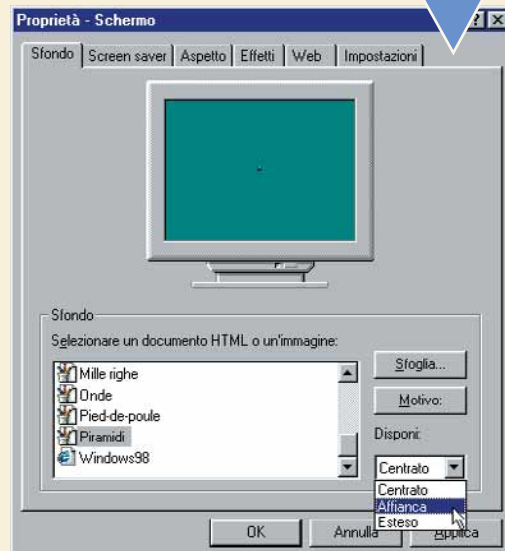 Proprietà - Schermo
Sfondo Screen saver Aspetto Effetti Web Impostazioni
Sfondo
Selezionare un documento HTML o un'immagine:
Mille righe
Onde
Pied-de-poule
Piramidi
Windows98
Sfoglia...
Motivo:
Disponi:
Centrato
Centrato
Affianca
Esteso
OK Annulla Applica